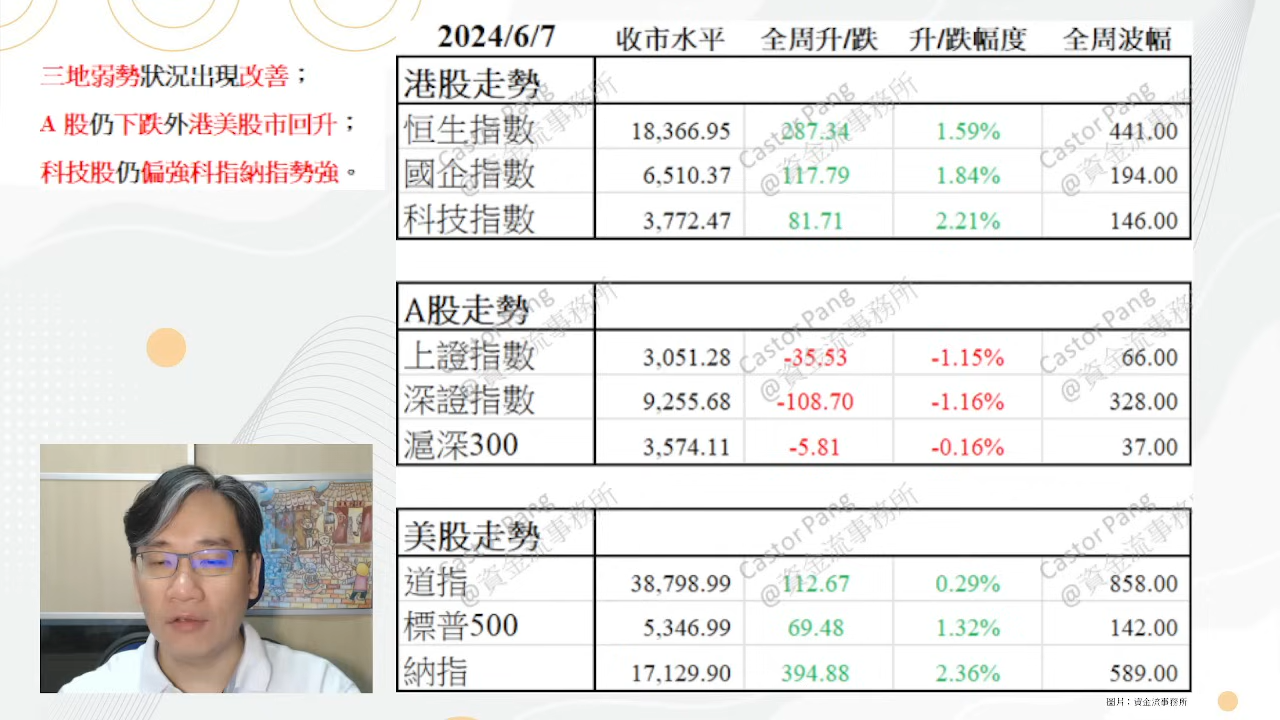 三地弱勢狀況出現改善；
A 股仍下跌外港美股市回升；
科技股仍偏強科指納指勢強。
2024/6/7 收市水平 全周升/跌 升/跌幅度 全周波幅
港股走勢
恒生指數 18,366.95 287.34 1.59% 441.00
國企指數 6,510.37 117.79 1.84% 194.00
科技指數 3,772.47 81.71 2.21% 146.00
A股走勢
上證指數 3,051.28 -35.53 -1.15% 66.00
深證指數 9,255.68 -108.70 -1.16% 328.00
滬深300 3,574.11 -5.81 -0.16% 37.00
美股走勢
道指 38,798.99 112.67 0.29% 858.00
標普500 5,346.99 69.48 1.32% 142.00
納指 17,129.90 394.88 2.36% 589.00
Castor Pang
@資金流事務所
圖片：資金流事務所